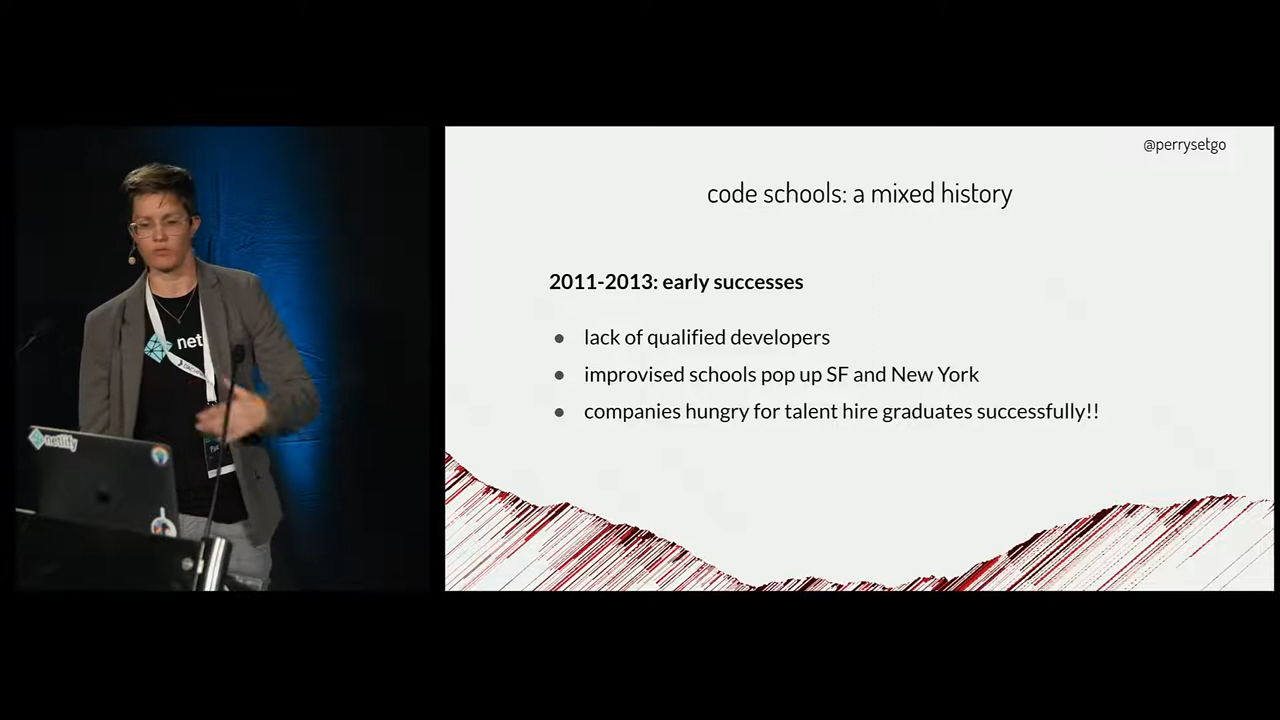 @perrysetgo
code schools: a mixed history
2011-2013: early successes
● lack of qualified developers
● improvised schools pop up SF and New York
● companies hungry for talent hire graduates successfully!!
net
netlify